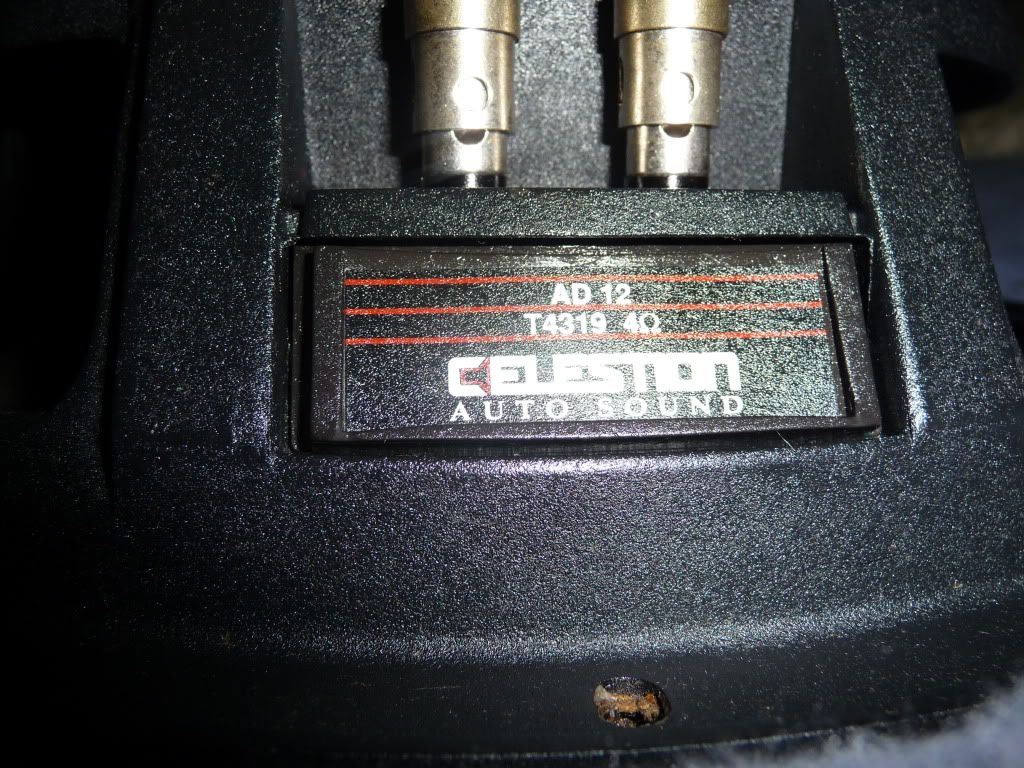 AD 12
T4319 4Ω
CELESTION
AUTO SOUND